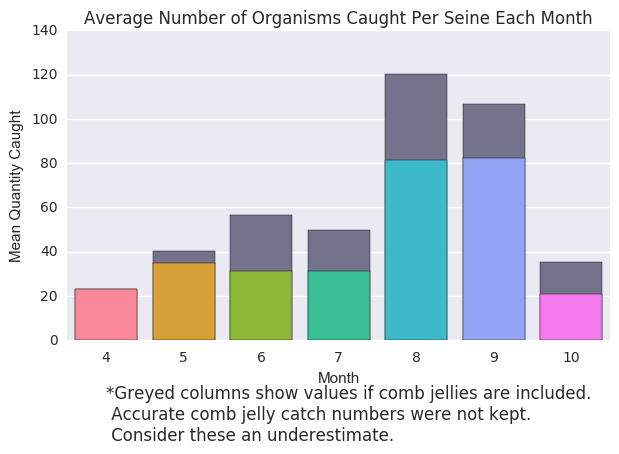 Average Number of Organisms Caught Per Seine Each Month
140
120
100
80
60
40
20
0
Mean Quantity Caught
4 5 6 7 8 9 10
Month
*Greyed columns show values if comb jellies are included.
Accurate comb jelly catch numbers were not kept.
Consider these an underestimate.